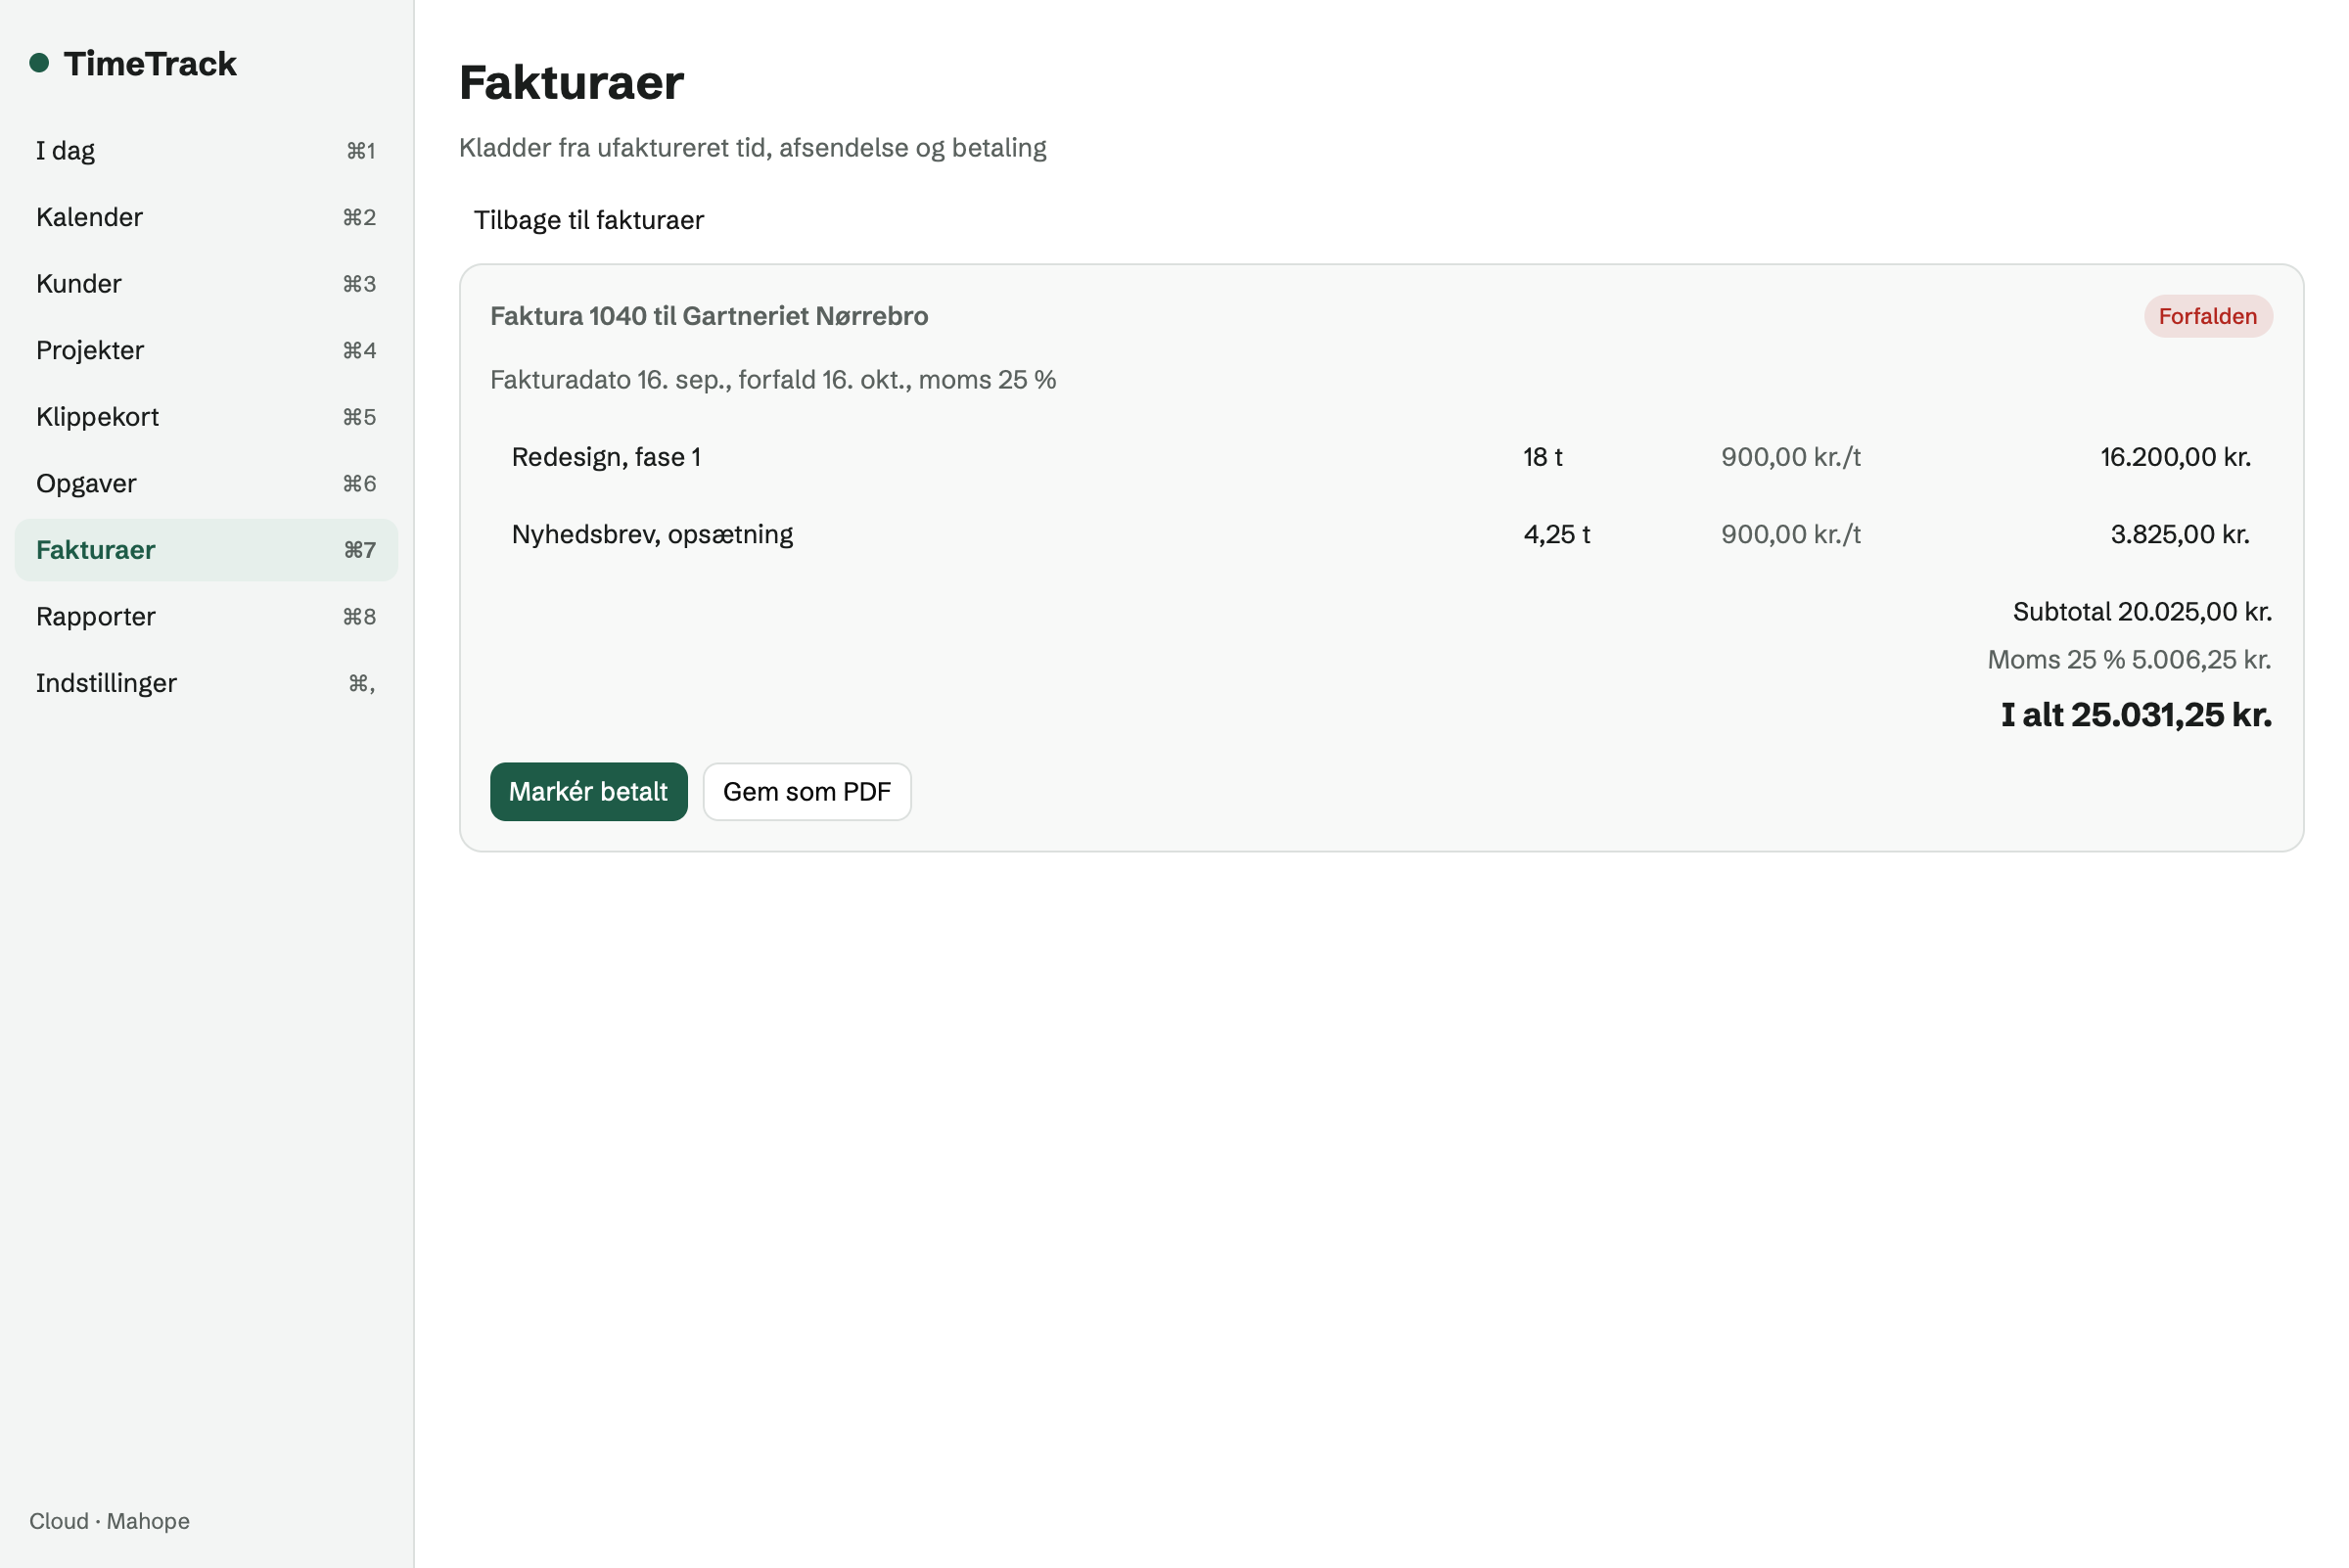 TimeTrack
I dag ⌘1
Kalender ⌘2
Kunder ⌘3
Projekter ⌘4
Klippekort ⌘5
Opgaver ⌘6
Fakturaer ⌘7
Rapporter ⌘8
Indstillinger ⌘,
Cloud · Mahope
Fakturaer
Kladder fra ufaktureret tid, afsendelse og betaling
Tilbage til fakturaer
Faktura 1040 til Gartneriet Nørrebro Forfalden
Fakturadato 16. sep., forfald 16. okt., moms 25 %
Redesign, fase 1 18 t 900,00 kr./t 16.200,00 kr.
Nyhedsbrev, opsætning 4,25 t 900,00 kr./t 3.825,00 kr.
Subtotal 20.025,00 kr.
Moms 25 % 5.006,25 kr.
I alt 25.031,25 kr.
Markér betalt Gem som PDF